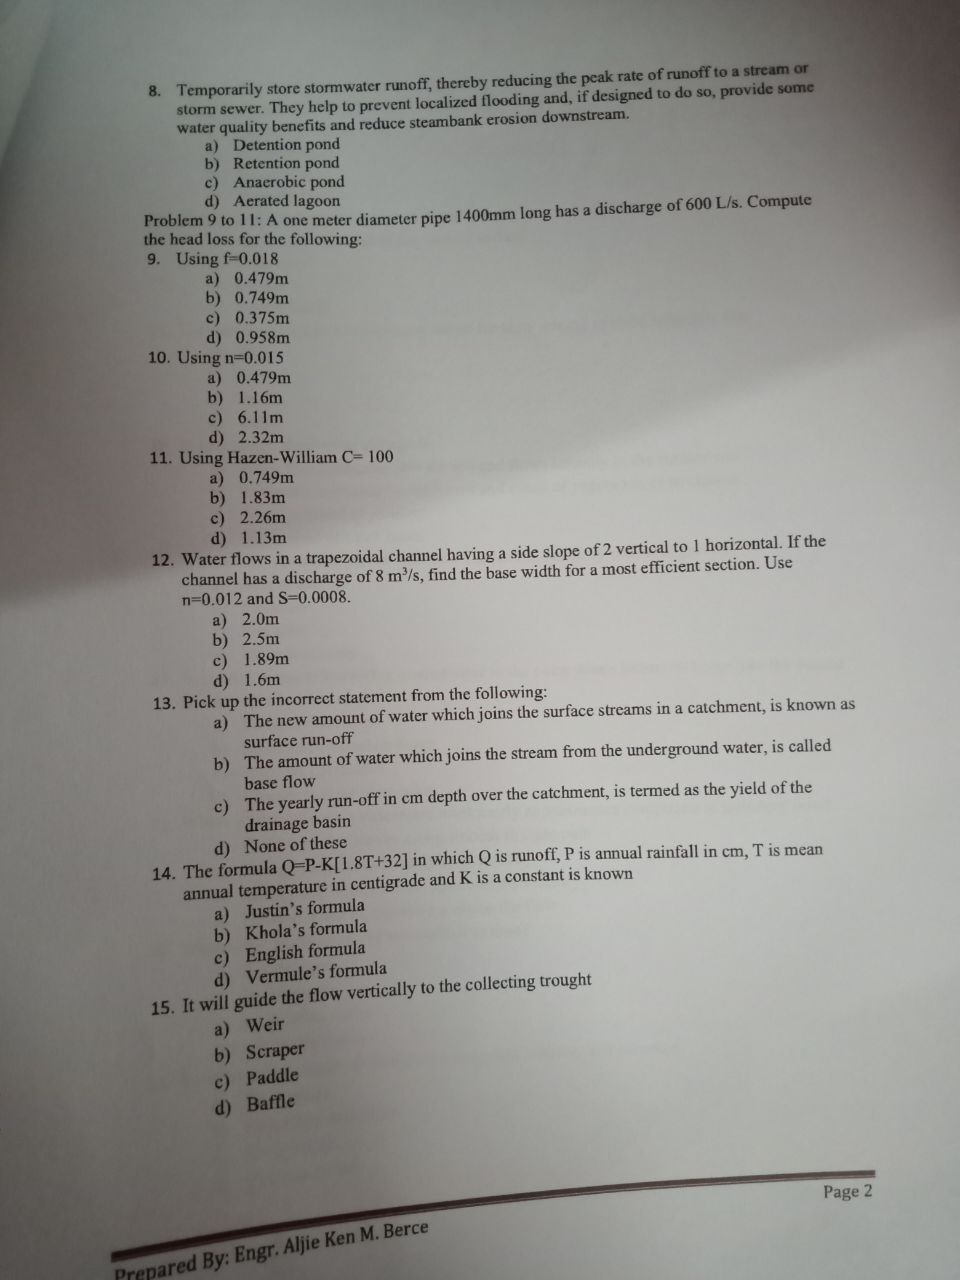 8. Temporarily store stormwater runoff, thereby reducing the peak rate of runoff to a stream or
storm sewer. They help to prevent localized flooding and, if designed to do so, provide some
water quality benefits and reduce steambank erosion downstream.
a) Detention pond
b) Retention pond
c) Anaerobic pond
d) Aerated lagoon
Problem 9 to 11: A one meter diameter pipe 1400mm long has a discharge of 600 L/s. Compute
the head loss for the following:
9. Using f=0.018
a) 0.479m
b) 0.749m
c) 0.375m
d) 0.958m
10. Using n=0.015
a) 0.479m
b) 1.16m
c) 6.11m
d) 2.32m
11. Using Hazen-William C= 100
a) 0.749m
b) 1.83m
c) 2.26m
d) 1.13m
12. Water flows in a trapezoidal channel having a side slope of 2 vertical to 1 horizontal. If the
channel has a discharge of 8 m³/s, find the base width for a most efficient section. Use
n=0.012 and S=0.0008.
a) 2.0m
b) 2.5m
c) 1.89m
d) 1.6m
13. Pick up the incorrect statement from the following:
a) The new amount of water which joins the surface streams in a catchment, is known as
surface run-off
b) The amount of water which joins the stream from the underground water, is called
base flow
c) The yearly run-off in cm depth over the catchment, is termed as the yield of the
drainage basin
d) None of these
14. The formula Q=P-K[1.8T+32] in which Q is runoff, P is annual rainfall in cm, T is mean
annual temperature in centigrade and K is a constant is known
a) Justin's formula
b) Khola's formula
c) English formula
d) Vermule's formula
15. It will guide the flow vertically to the collecting trought
a) Weir
b) Scraper
c) Paddle
d) Baffle
Page 2
Prepared By: Engr. Aljie Ken M. Berce